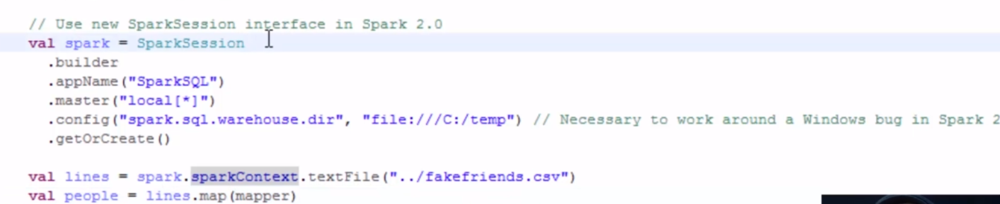 // Use new SparkSession interface in Spark 2.0
val spark = SparkSession
.builder
.appName("SparkSQL")
.master("local[*]")
.config("spark.sql.warehouse.dir", "file:///C:/temp") // Necessary to work around a Windows bug in Spark 2
.getOrCreate()
val lines = spark.sparkContext.textFile("../fakefriends.csv")
val people = lines.map(mapper)